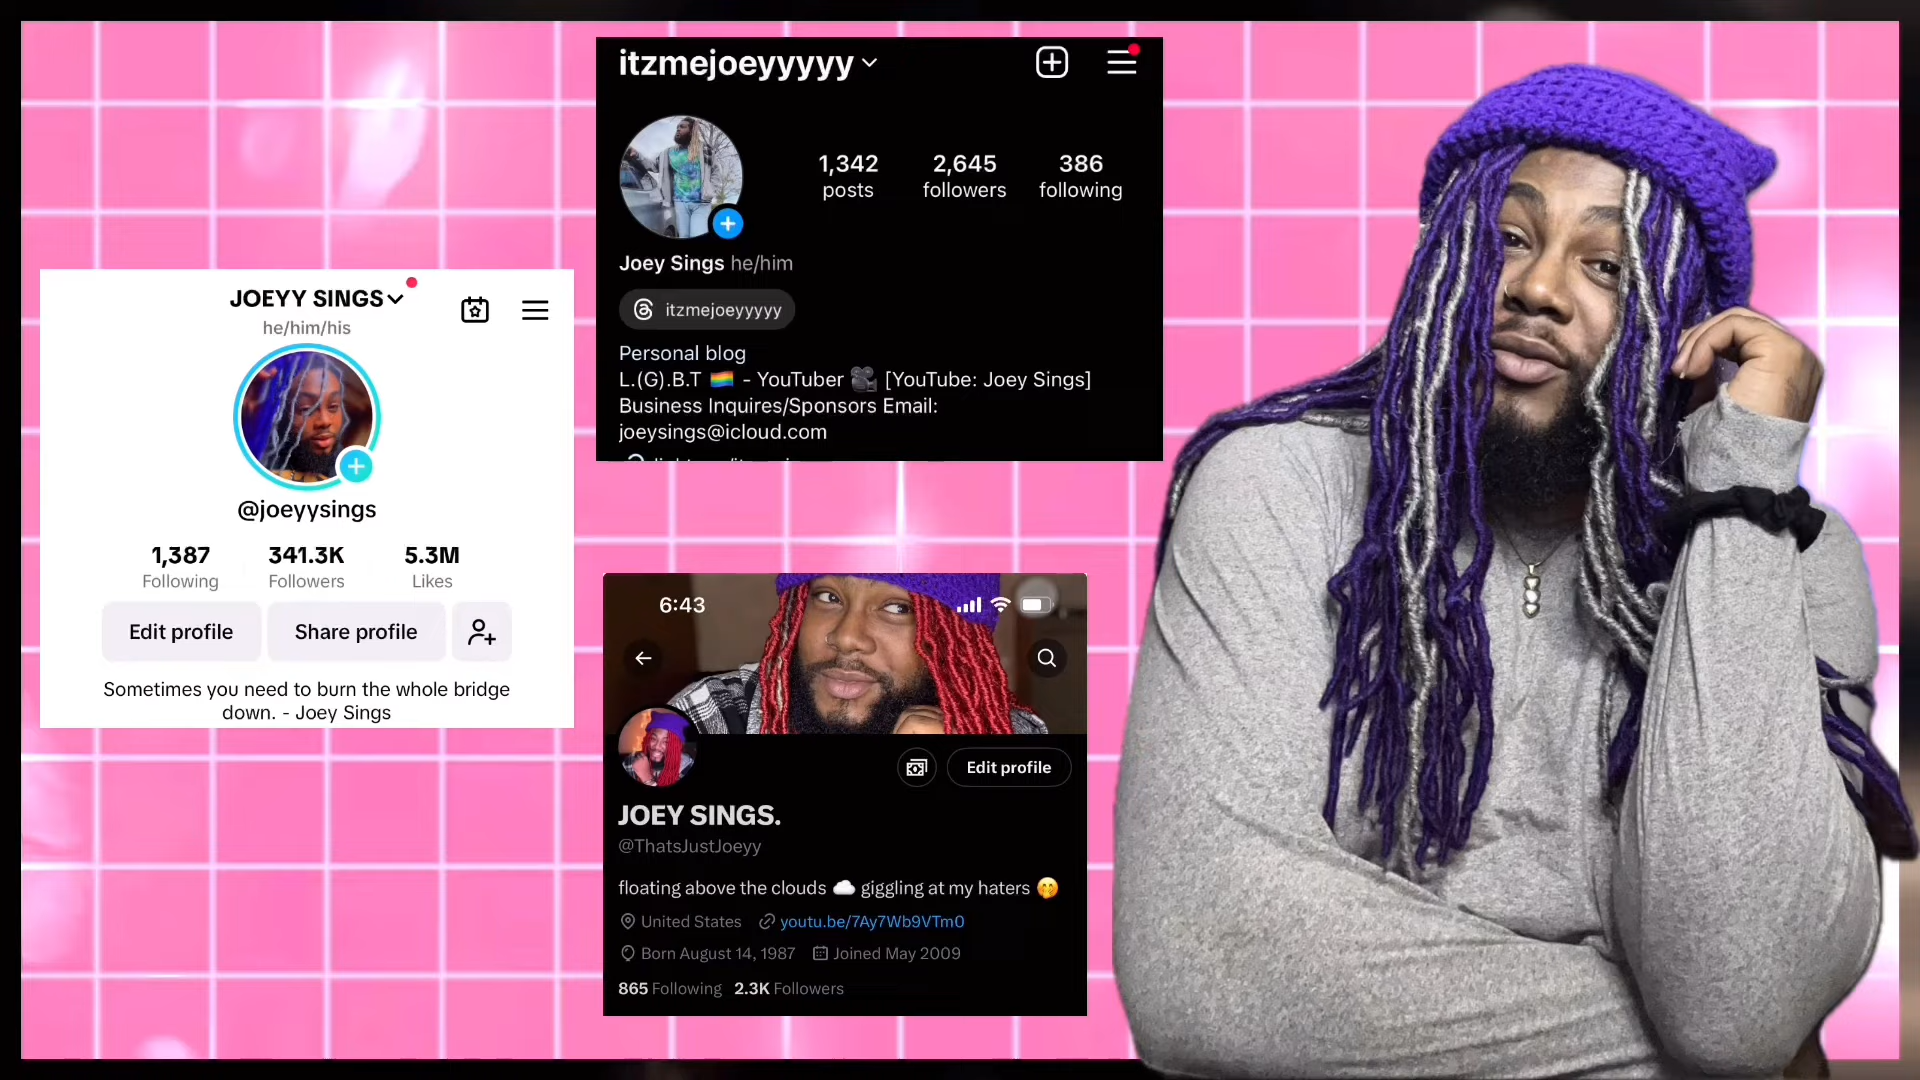 JOEYY SINGS
he/him/his
@joeyysings
1,387 341.3K 5.3M
Following Followers Likes
Edit profile Share profile
Sometimes you need to burn the whole bridge
down. - Joey Sings
itzmejoeyyyyy
1,342 2,645 386
posts followers following
Joey Sings he/him
itzmejoeyyyyy
Personal blog
L.(G).B.T 🏳️‍🌈 - YouTuber 🎥 [YouTube: Joey Sings]
Business Inquires/Sponsors Email:
joeysings@icloud.com
6:43
Edit profile
JOEY SINGS.
@ThatsJustJoeyy
floating above the clouds ☁️ giggling at my haters 🤭
United States youtu.be/7Ay7Wb9VTm0
Born August 14, 1987 Joined May 2009
865 Following 2.3K Followers